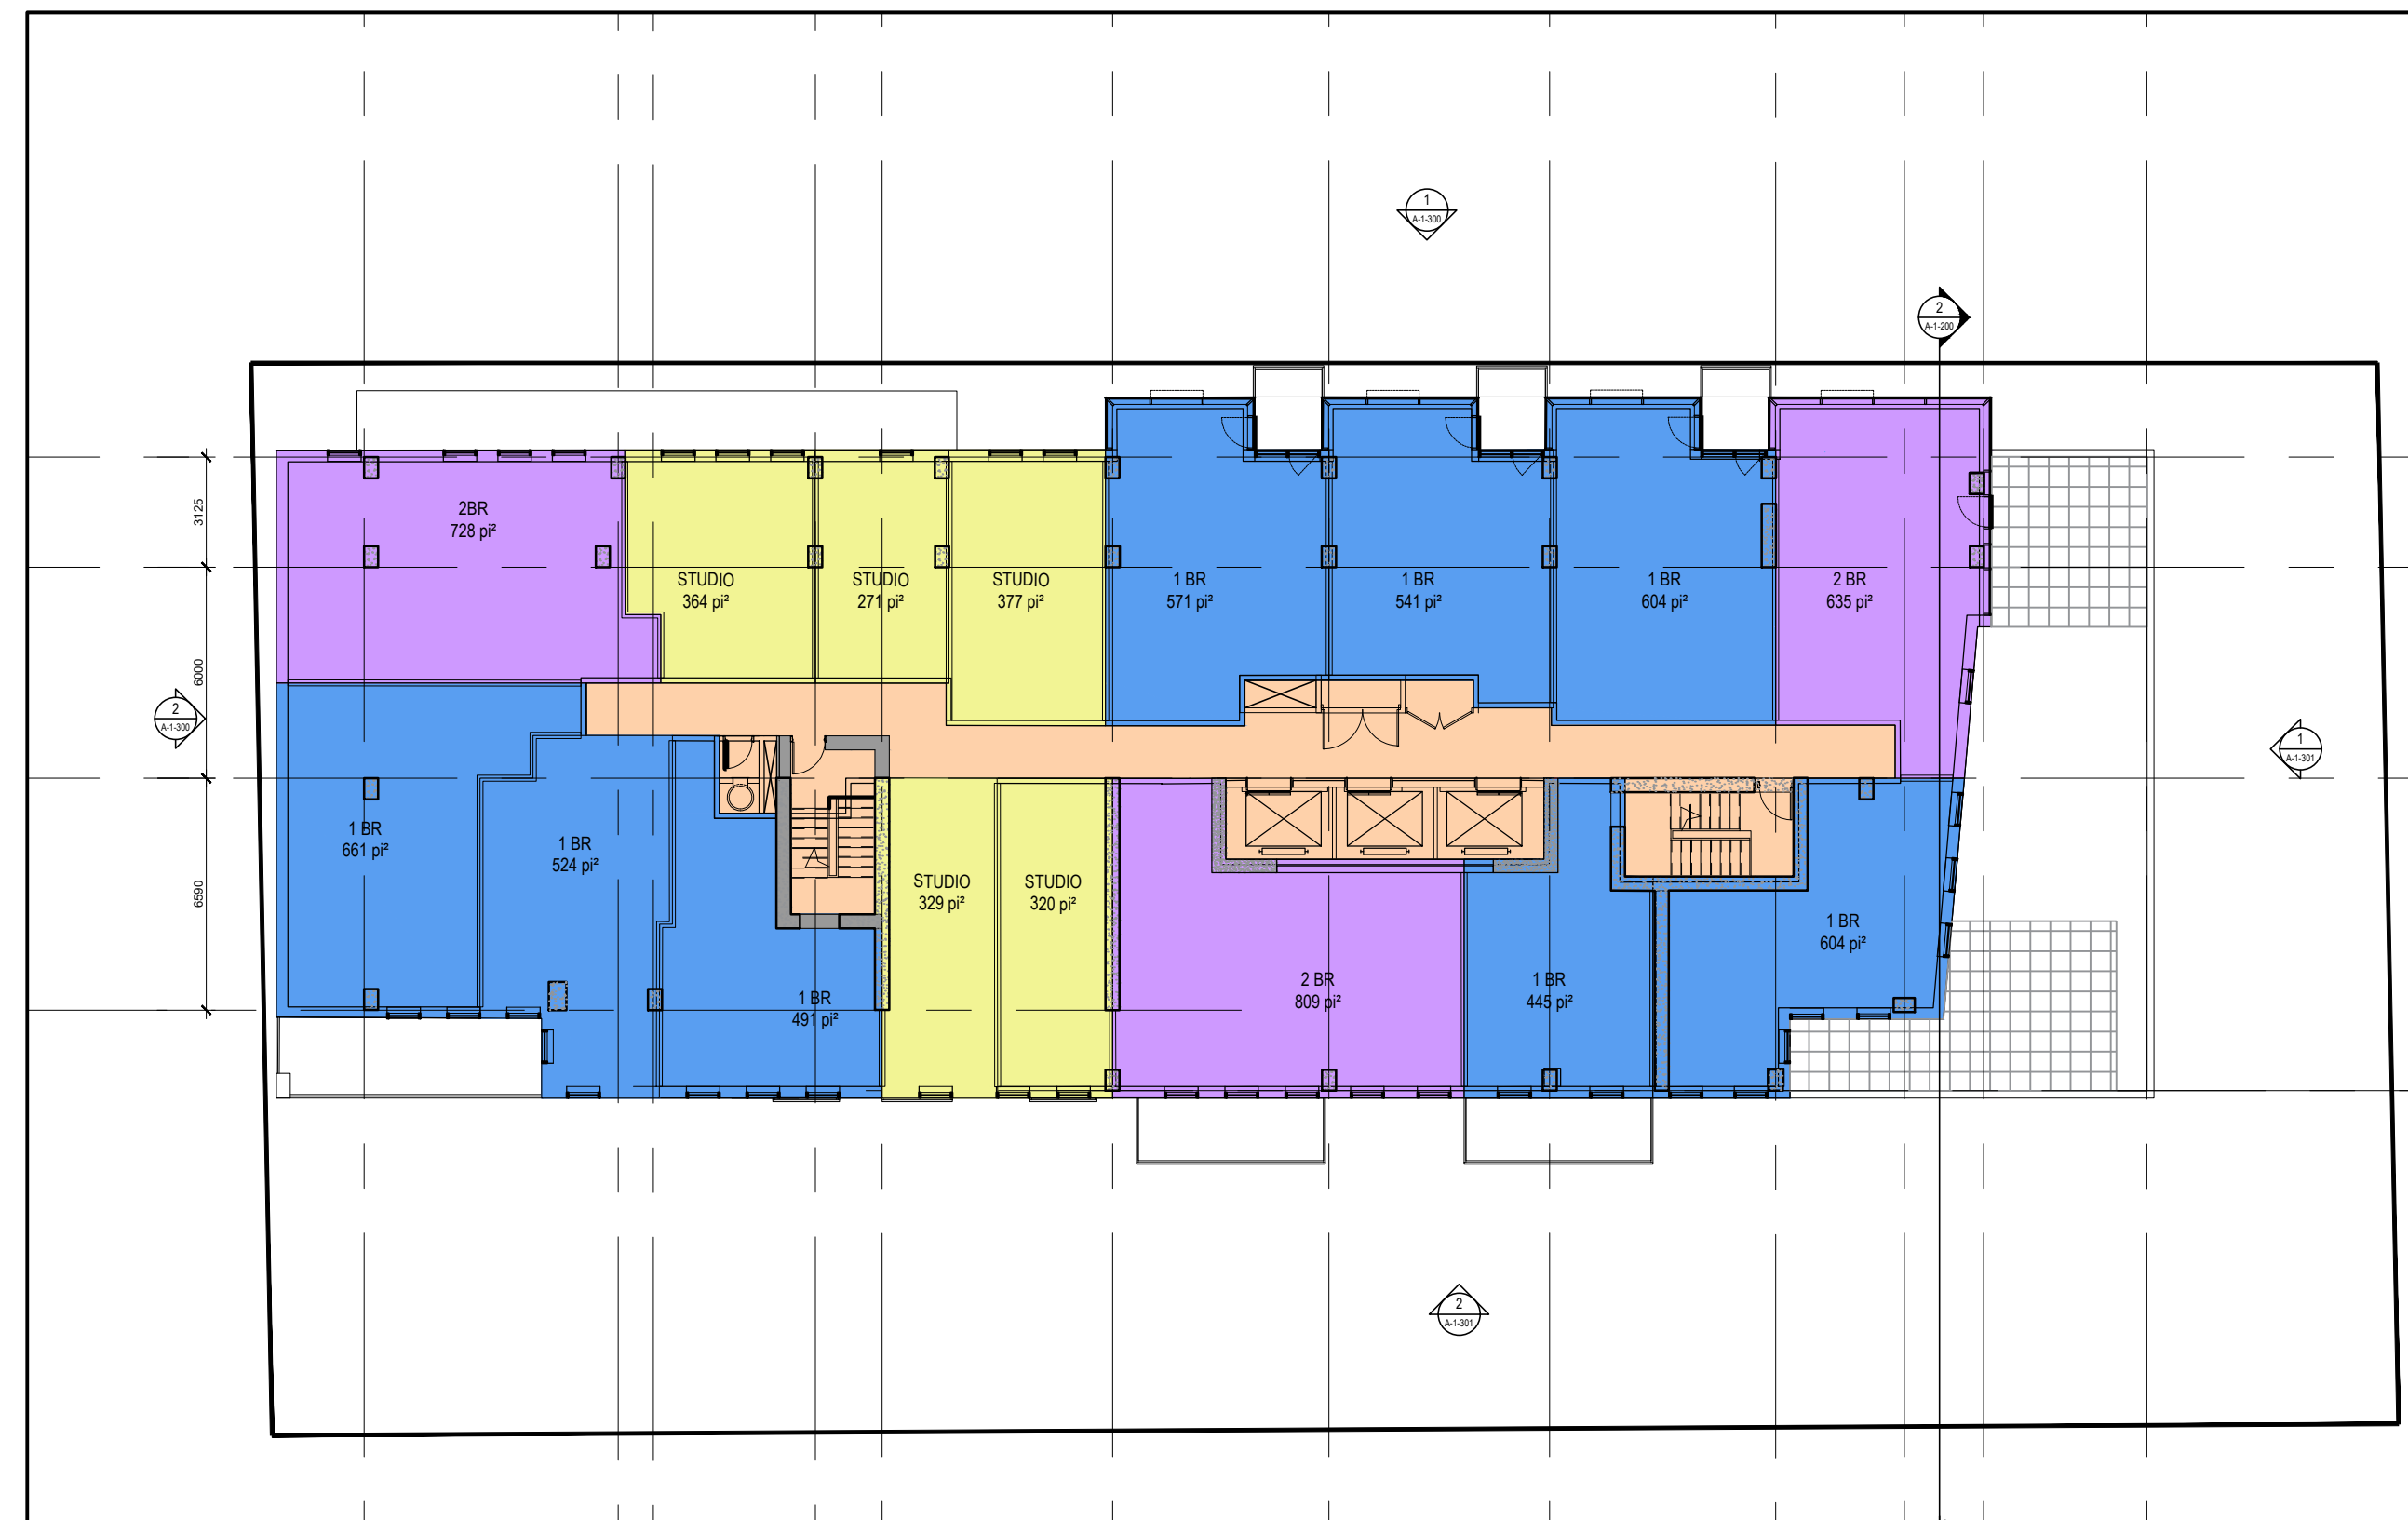 1
A-1-300
2
A-1-200
3125
2BR
728 pi²
STUDIO
364 pi²
STUDIO
271 pi²
STUDIO
377 pi²
1 BR
571 pi²
1 BR
541 pi²
1 BR
604 pi²
2 BR
635 pi²
6000
2
A-1-300
1
A-1-301
6590
1 BR
661 pi²
1 BR
524 pi²
1 BR
491 pi²
STUDIO
329 pi²
STUDIO
320 pi²
2 BR
809 pi²
1 BR
445 pi²
1 BR
604 pi²
2
A-1-301